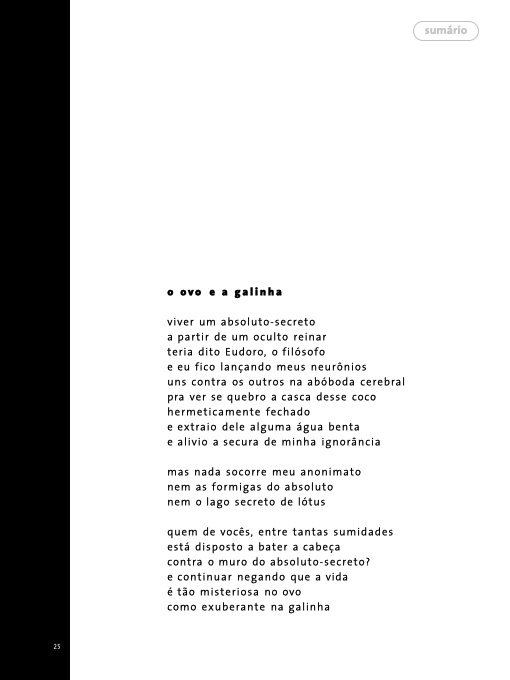 sumário
o ovo e a galinha
viver um absoluto-secreto
a partir de um oculto reinar
teria dito Eudoro, o filósofo
e eu fico lançando meus neurônios
uns contra os outros na abóboda cerebral
pra ver se quebro a casca desse coco
hermeticamente fechado
e extraio dele alguma água benta
e alivio a secura de minha ignorância
mas nada socorre meu anonimato
nem as formigas do absoluto
nem o lago secreto de lótus
quem de vocês, entre tantas sumidades
está disposto a bater a cabeça
contra o muro do absoluto-secreto?
e continuar negando que a vida
é tão misteriosa no ovo
como exuberante na galinha
25